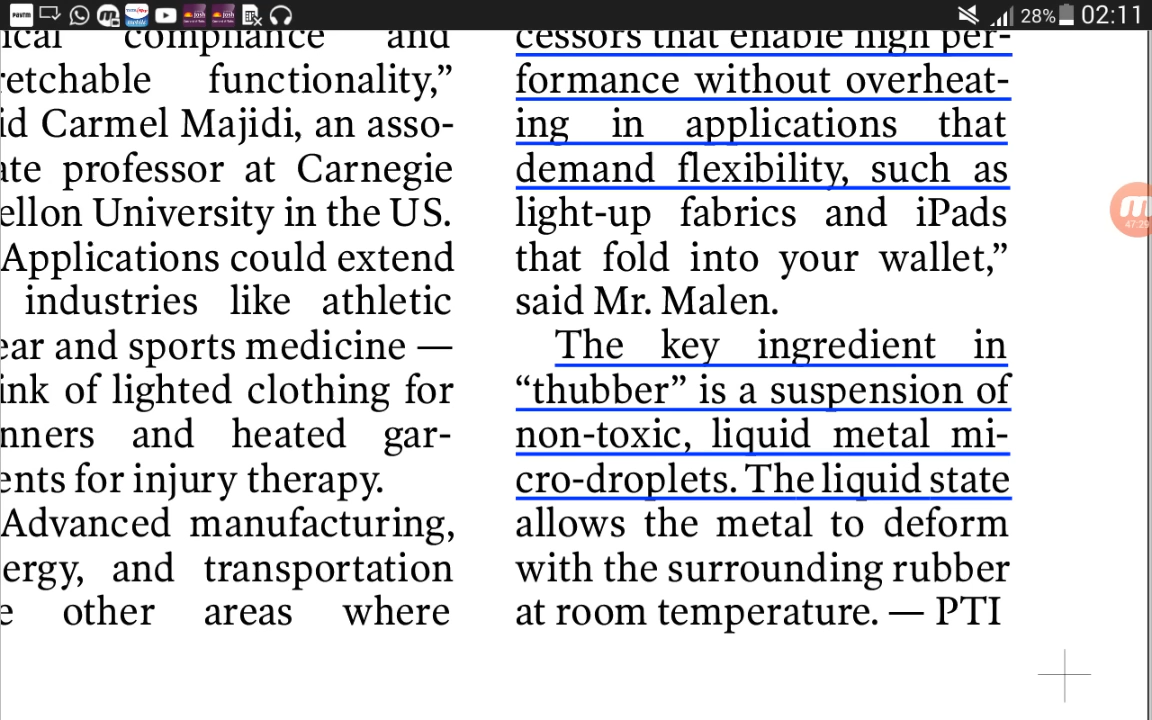 28% 02:11
47:29
ical compliance and
retchable functionality,”
id Carmel Majidi, an asso-
ate professor at Carnegie
ellon University in the US.
Applications could extend
industries like athletic
ear and sports medicine —
ink of lighted clothing for
nners and heated gar-
ents for injury therapy.
Advanced manufacturing,
ergy, and transportation
e other areas where
cessors that enable high per-
formance without overheat-
ing in applications that
demand flexibility, such as
light-up fabrics and iPads
that fold into your wallet,”
said Mr. Malen.
The key ingredient in
“thubber” is a suspension of
non-toxic, liquid metal mi-
cro-droplets. The liquid state
allows the metal to deform
with the surrounding rubber
at room temperature. — PTI